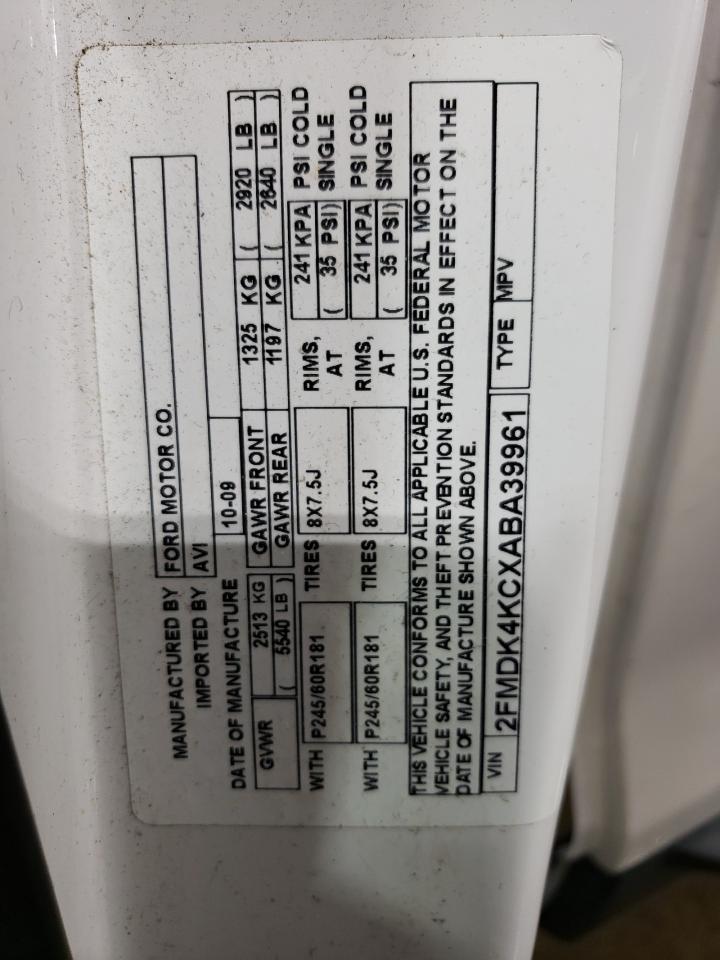 MANUFACTURED BY FORD MOTOR CO.
IMPORTED BY AVI
DATE OF MANUFACTURE 10-09
GVWR 2513 KG GAWR FRONT 1325 KG ( 2920 LB )
( 5540 LB ) GAWR REAR 1197 KG ( 2640 LB )
WITH P245/60R181 TIRES 8X7.5J RIMS, 241 KPA PSI COLD
AT ( 35 PSI) SINGLE
WITH P245/60R181 TIRES 8X7.5J RIMS, 241 KPA PSI COLD
AT ( 35 PSI) SINGLE
THIS VEHICLE CONFORMS TO ALL APPLICABLE U.S. FEDERAL MOTOR
VEHICLE SAFETY, AND THEFT PREVENTION STANDARDS IN EFFECT ON THE
DATE OF MANUFACTURE SHOWN ABOVE.
VIN 2FMDK4KCXABA39961 TYPE MPV